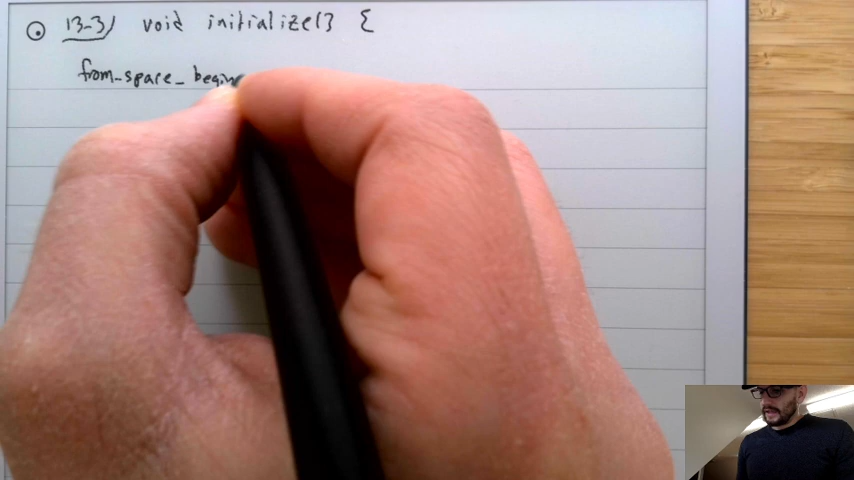 13-3) void initialize() {
from_space_begin